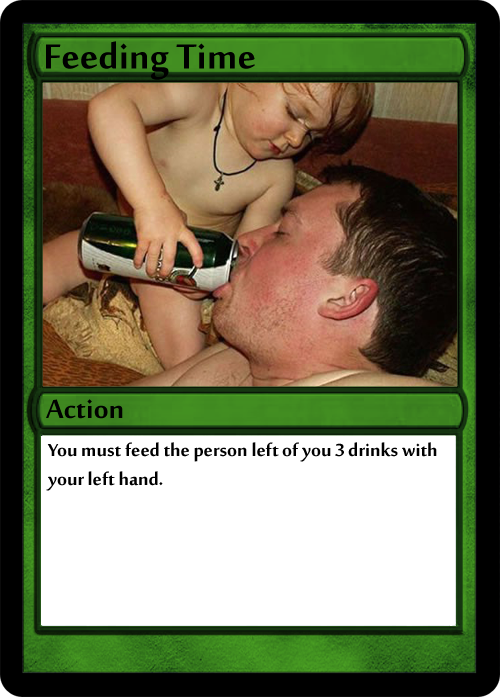 Feeding Time
Action
You must feed the person left of you 3 drinks with
your left hand.